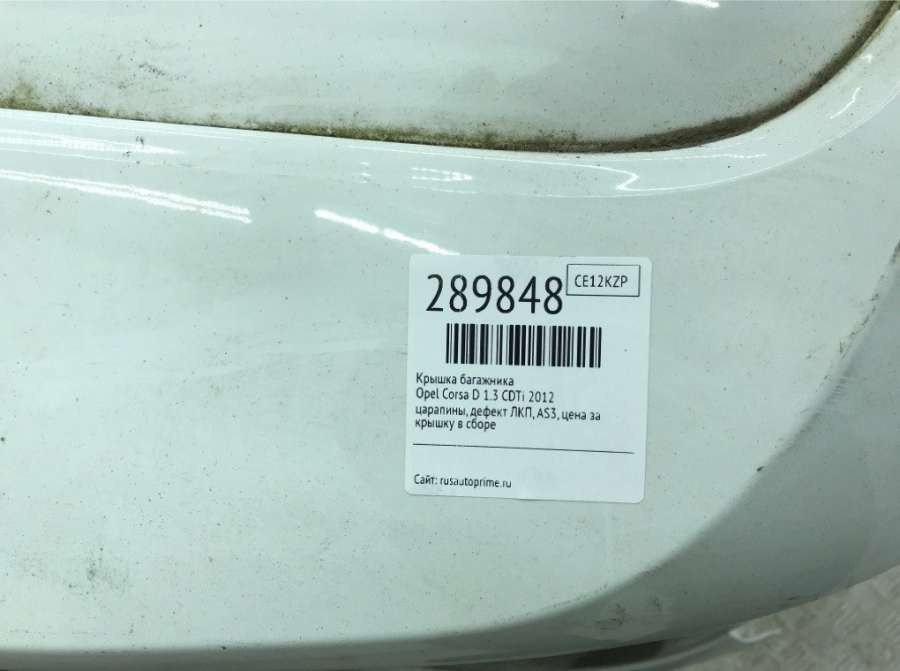 289848
CE12KZP
Крышка багажника
Opel Corsa D 1.3 CDTi 2012
царапины, дефект ЛКП, AS3, цена за
крышку в сборе
Сайт: rusautoprime.ru